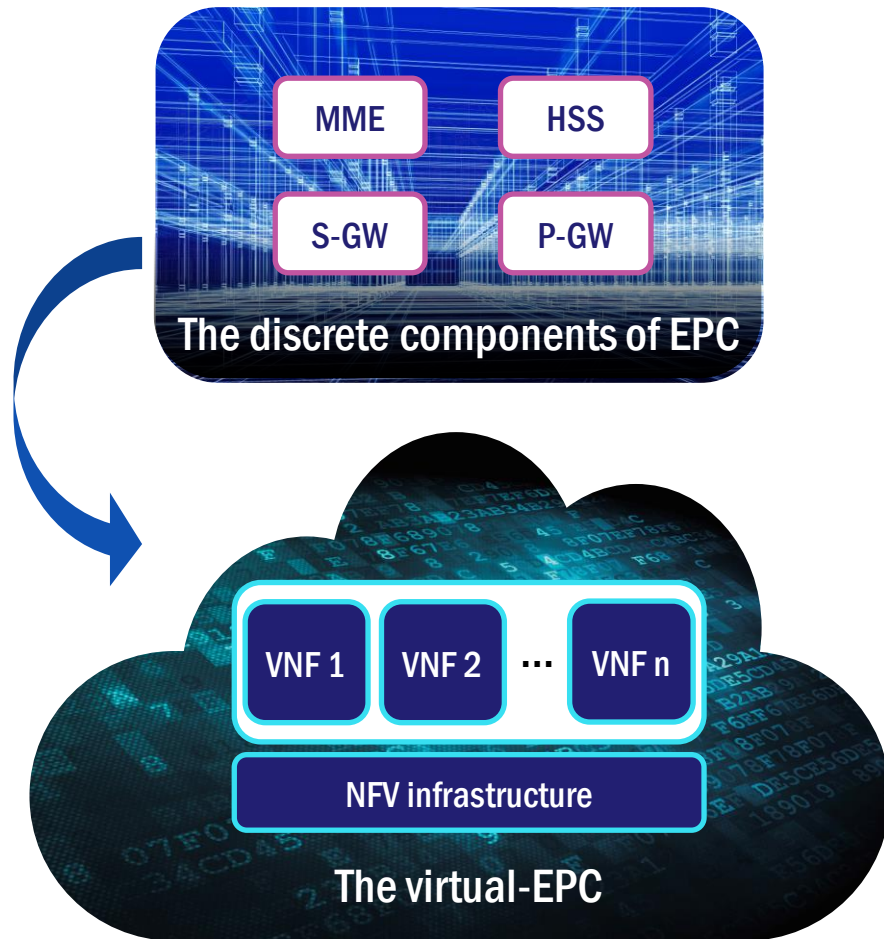 MME
HSS
S-GW
P-GW
The discrete components of EPC
VNF 1
VNF 2
...
VNF n
NFV infrastructure
The virtual-EPC